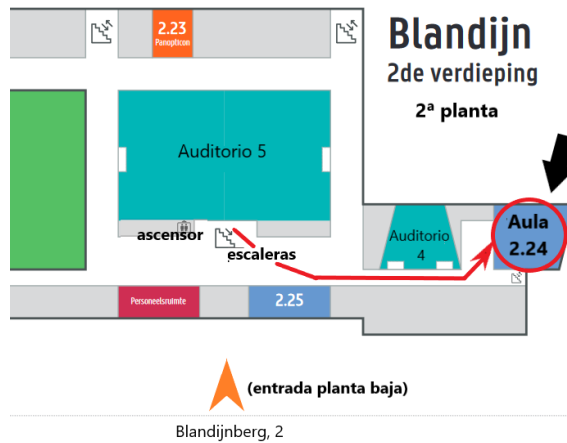 2.23
Panopticon
Blandijn
2de verdieping
2ª planta
Auditorio 5
ascensor
escaleras
Auditorio
4
Aula
2.24
Personeelsruimte
2.25
(entrada planta baja)
Blandijnberg, 2